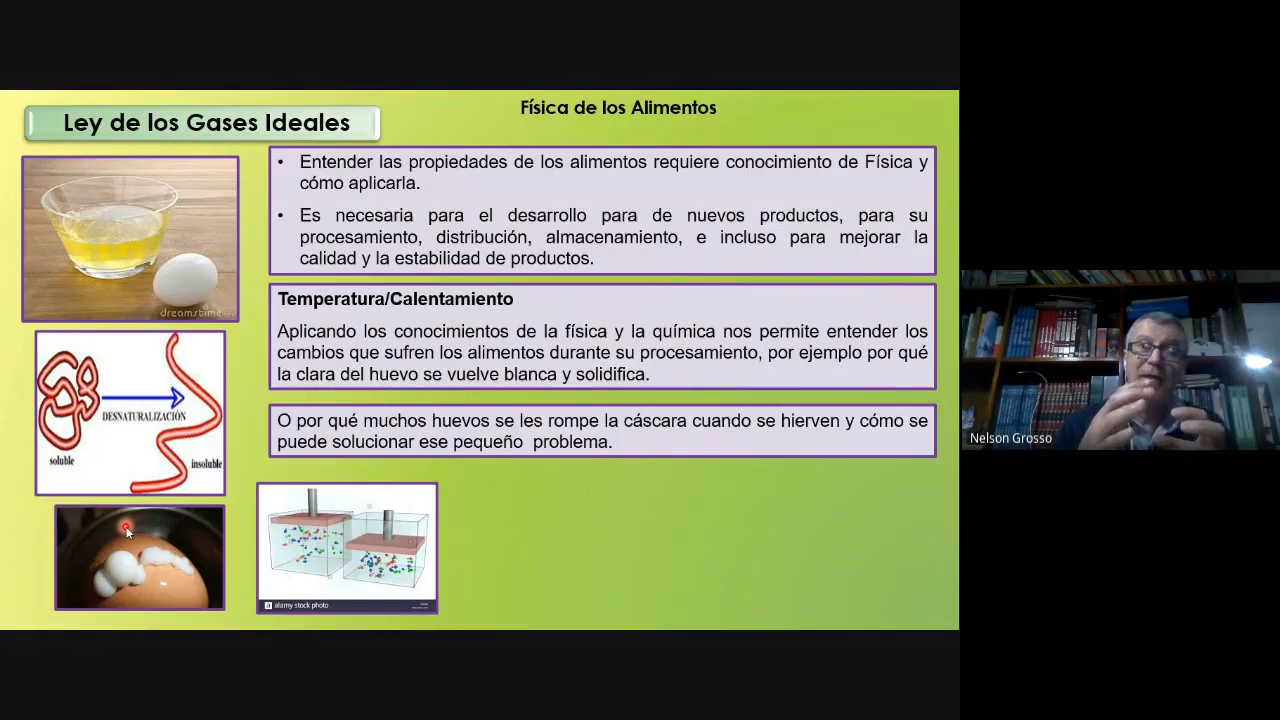 Física de los Alimentos
Ley de los Gases Ideales
• Entender las propiedades de los alimentos requiere conocimiento de Física y
cómo aplicarla.
• Es necesaria para el desarrollo para de nuevos productos, para su
procesamiento, distribución, almacenamiento, e incluso para mejorar la
calidad y la estabilidad de productos.
dreamstime
Temperatura/Calentamiento
Aplicando los conocimientos de la física y la química nos permite entender los
cambios que sufren los alimentos durante su procesamiento, por ejemplo por qué
la clara del huevo se vuelve blanca y solidifica.
DESNATURALIZACIÓN
soluble
insoluble
O por qué muchos huevos se les rompe la cáscara cuando se hierven y cómo se
puede solucionar ese pequeño problema.
a alamy stock photo
Nelson Grosso